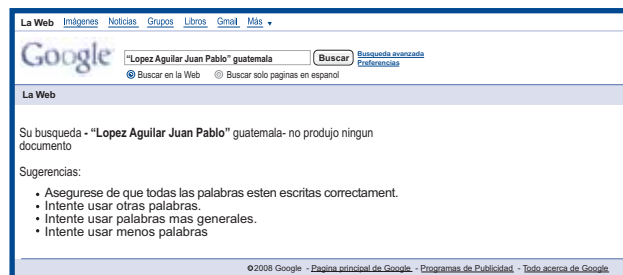 La Web Imágenes Noticias Grupos Libros Gmail Más
Google "Lopez Aguilar Juan Pablo" guatemala Buscar Busqueda avanzada
Preferencias
Buscar en la Web Buscar solo paginas en espanol
La Web
Su busqueda - "Lopez Aguilar Juan Pablo" guatemala- no produjo ningun
documento
Sugerencias:
• Asegurese de que todas las palabras esten escritas correctament.
• Intente usar otras palabras.
• Intente usar palabras mas generales.
• Intente usar menos palabras
©2008 Google - Pagina principal de Google - Programas de Publicidad - Todo acerca de Google